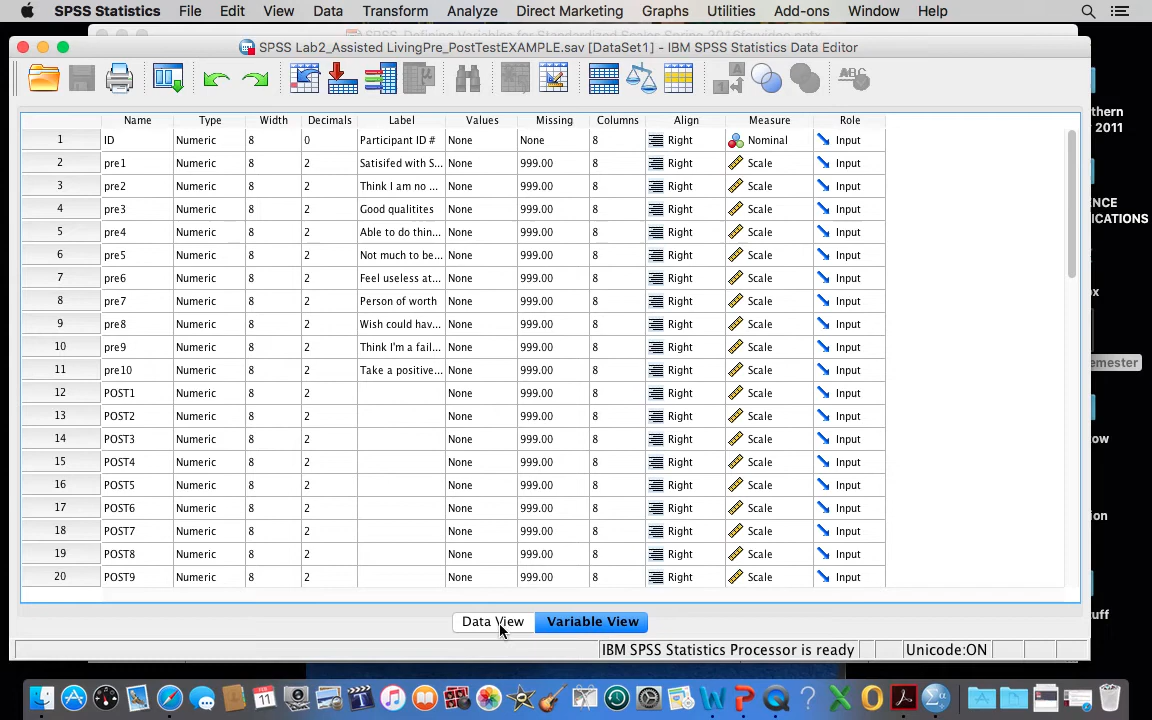 SPSS Statistics File Edit View Data Transform Analyze Direct Marketing Graphs Utilities Add-ons Window Help
SPSS Lab2_Assisted LivingPre_PostTestEXAMPLE.sav [DataSet1] - IBM SPSS Statistics Data Editor
Name Type Width Decimals Label Values Missing Columns Align Measure Role
1 ID Numeric 8 0 Participant ID # None None 8 Right Nominal Input
2 pre1 Numeric 8 2 Satisifed with S... None 999.00 8 Right Scale Input
3 pre2 Numeric 8 2 Think I am no ... None 999.00 8 Right Scale Input
4 pre3 Numeric 8 2 Good qualitites None 999.00 8 Right Scale Input
5 pre4 Numeric 8 2 Able to do thin... None 999.00 8 Right Scale Input
6 pre5 Numeric 8 2 Not much to be... None 999.00 8 Right Scale Input
7 pre6 Numeric 8 2 Feel useless at... None 999.00 8 Right Scale Input
8 pre7 Numeric 8 2 Person of worth None 999.00 8 Right Scale Input
9 pre8 Numeric 8 2 Wish could hav... None 999.00 8 Right Scale Input
10 pre9 Numeric 8 2 Think I'm a fail... None 999.00 8 Right Scale Input
11 pre10 Numeric 8 2 Take a positive... None 999.00 8 Right Scale Input
12 POST1 Numeric 8 2 None 999.00 8 Right Scale Input
13 POST2 Numeric 8 2 None 999.00 8 Right Scale Input
14 POST3 Numeric 8 2 None 999.00 8 Right Scale Input
15 POST4 Numeric 8 2 None 999.00 8 Right Scale Input
16 POST5 Numeric 8 2 None 999.00 8 Right Scale Input
17 POST6 Numeric 8 2 None 999.00 8 Right Scale Input
18 POST7 Numeric 8 2 None 999.00 8 Right Scale Input
19 POST8 Numeric 8 2 None 999.00 8 Right Scale Input
20 POST9 Numeric 8 2 None 999.00 8 Right Scale Input
Data View Variable View
IBM SPSS Statistics Processor is ready Unicode:ON
thern
2011
NCE
ICATIONS
ox
emester
ow
ion
uff